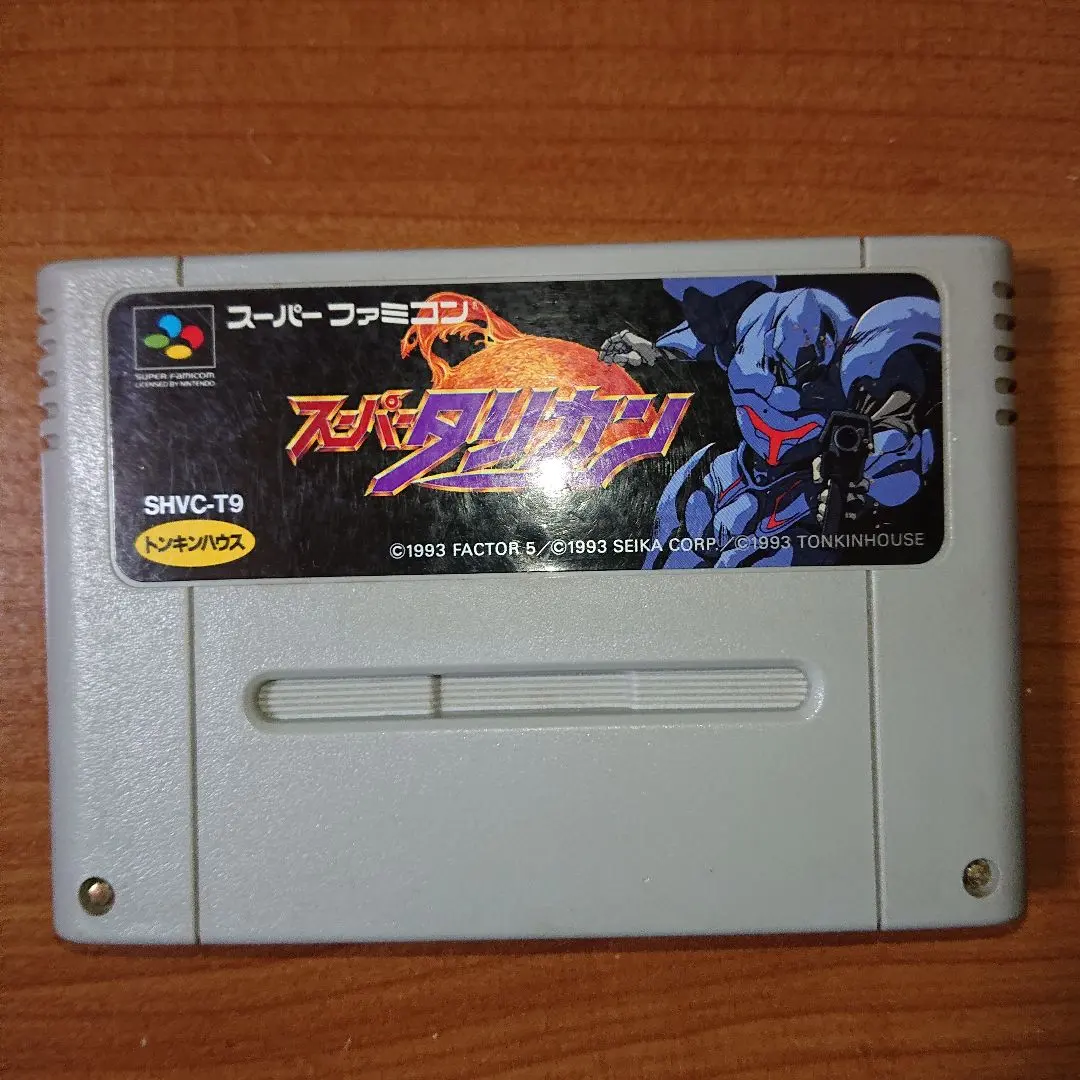 スーパーファミコン
SUPER FAMICOM
LICENSED BY NINTENDO
スーパータリカン
SHVC-T9
トンキンハウス
©1993 FACTOR 5/©1993 SEIKA CORP./©1993 TONKINHOUSE